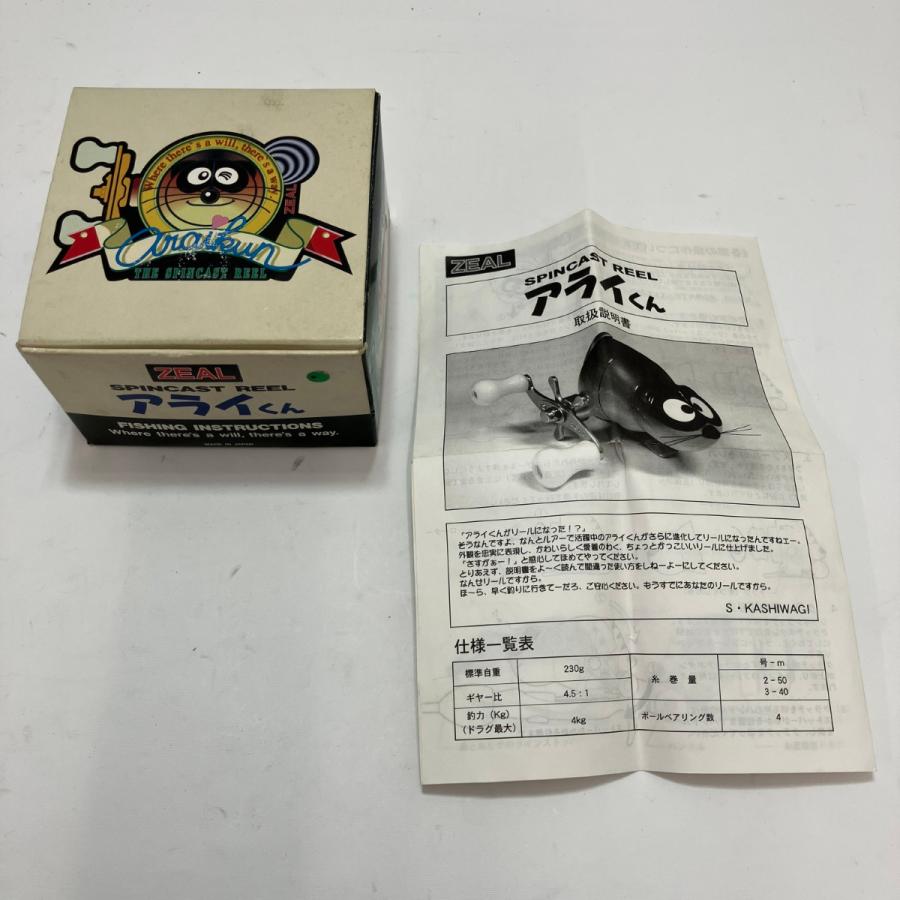 Where there's a will, there's a way.
ZEAL
araikun
THE SPINCAST REEL
ZEAL
SPINCAST REEL
アライくん
FISHING INSTRUCTIONS
Where there's a will, there's a way.
MADE IN JAPAN
ZEAL
SPINCAST REEL
アライくん
取扱説明書
「アライくんがリールになった！？」
そうなんですよ、なんとルアーで活躍中のアライくんがさらに進化してリールになったんですねェー。
外観を忠実に表現し、かわいらしく愛着のわく、ちょっとかっこいいリールに仕上げました。
「さすがぁー！」と感心してほめてやってください。
とりあえず、説明書をよ〜く読んで間違った使い方をしねーよーにしてください。
なんせリールですから。
ほ〜ら、早く釣りに行きてーだろ、ご安心ください。もうすでにあなたのリールですから。
S・KASHIWAGI
仕様一覧表
標準自重 230g 糸巻量 号-m
2-50
3-40
ギヤー比 4.5：1
釣力（Kg）
（ドラグ最大） 4kg ボールベアリング数 4